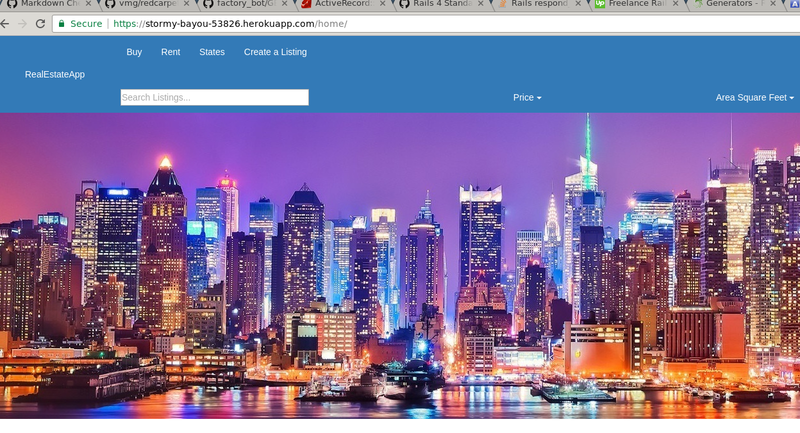 Markdown Ch
vmg/redcarpe
factory_bot/G
ActiveRecord:
Rails 4 Standa
Rails respond
Freelance Rai
Generators -
Secure https://stormy-bayou-53826.herokuapp.com/home/
Buy Rent States Create a Listing
RealEstateApp
Search Listings... Price Area Square Feet